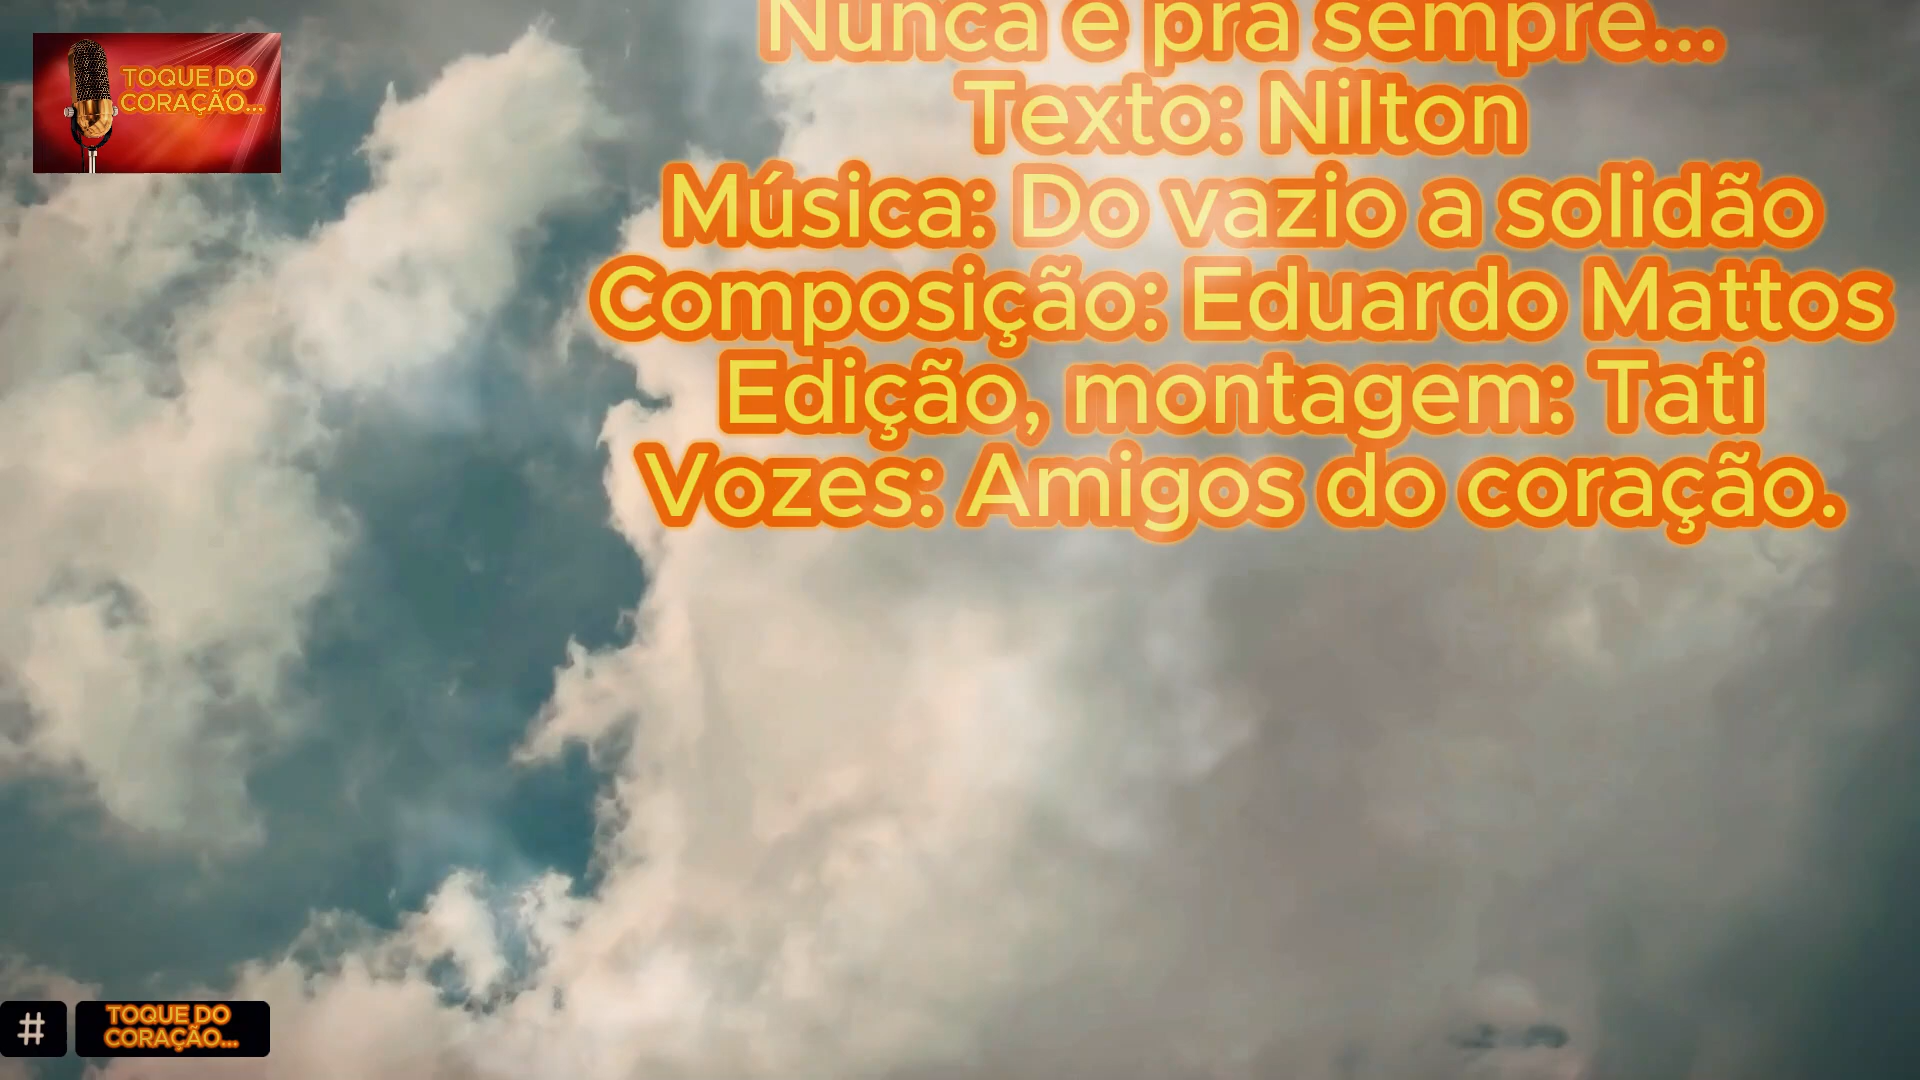 TOQUE DO
CORAÇÃO...
Nunca é pra sempre...
Texto: Nilton
Música: Do vazio a solidão
Composição: Eduardo Mattos
Edição, montagem: Tati
Vozes: Amigos do coração.
#
TOQUE DO
CORAÇÃO...